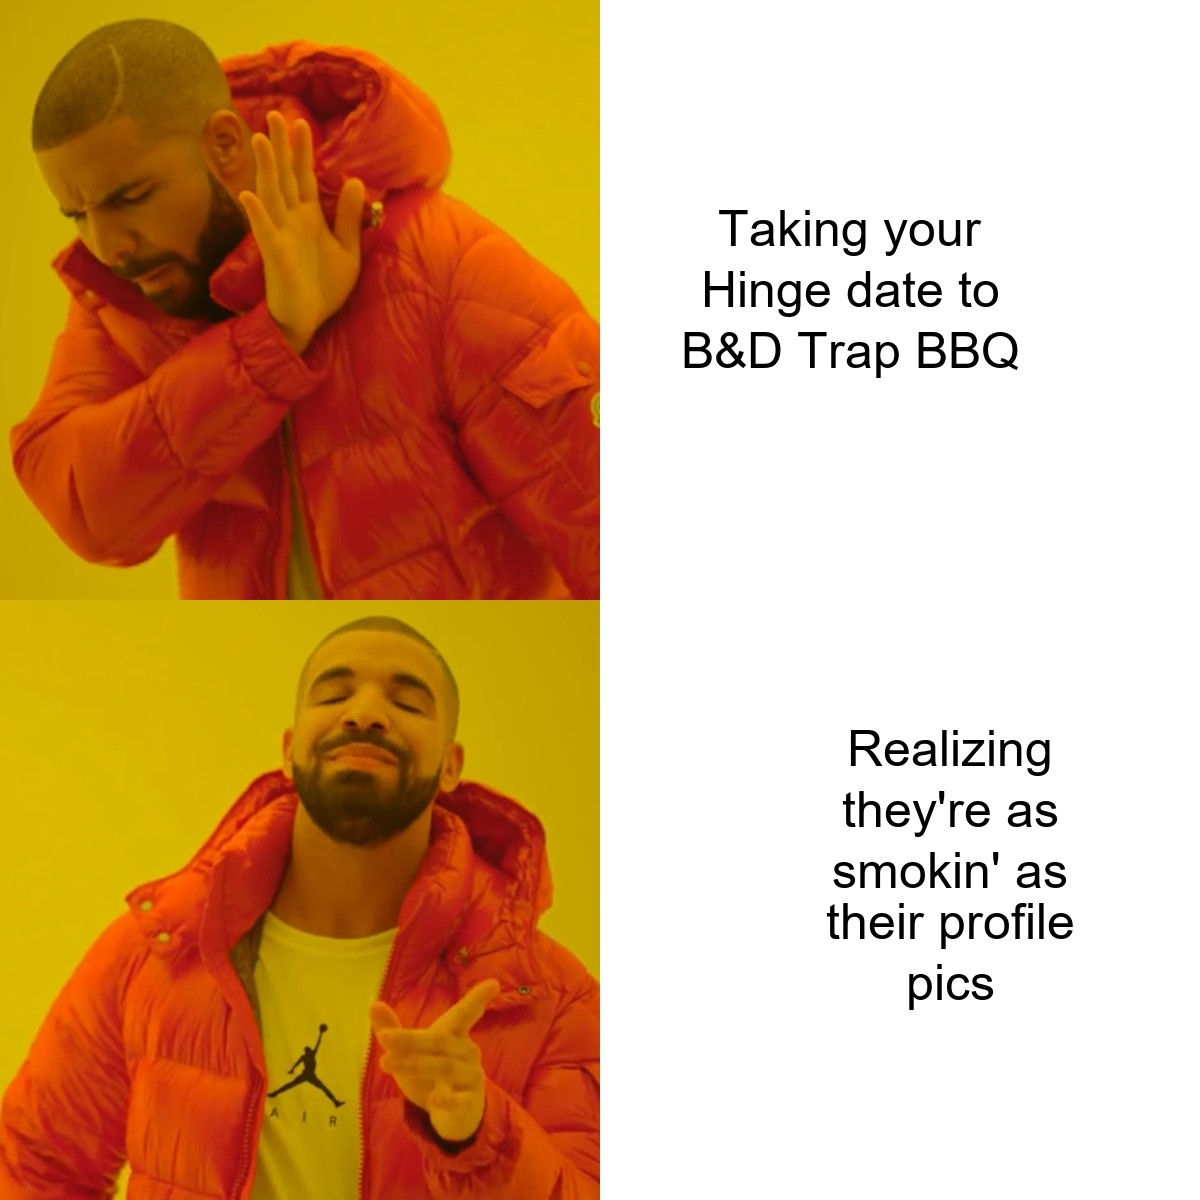 Taking your
Hinge date to
B&D Trap BBQ
Realizing
they're as
smokin' as
their profile
pics
AIR